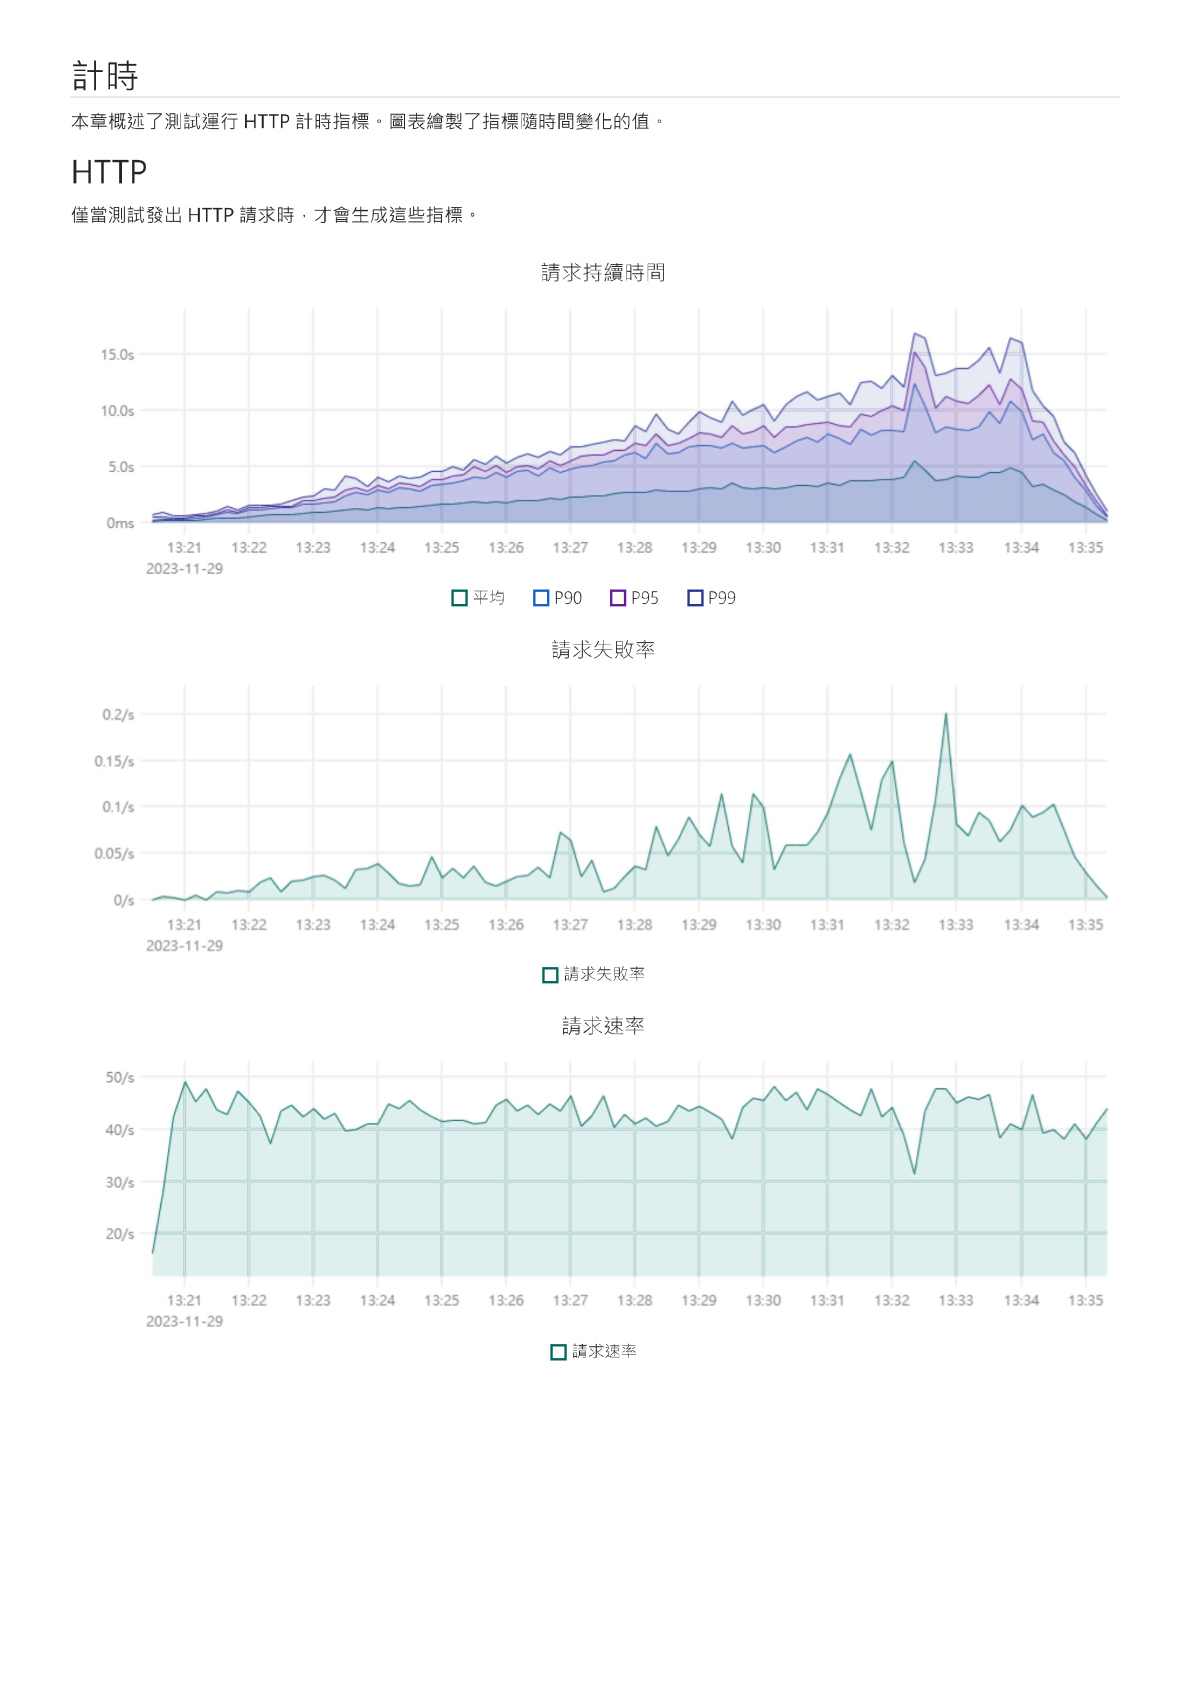 計時
本章概述了測試運行 HTTP 計時指標。圖表繪製了指標隨時間變化的值。
HTTP
僅當測試發出 HTTP 請求時，才會生成這些指標。
請求持續時間
15.0s
10.0s
5.0s
0ms
13:21 13:22 13:23 13:24 13:25 13:26 13:27 13:28 13:29 13:30 13:31 13:32 13:33 13:34 13:35
2023-11-29
平均 P90 P95 P99
請求失敗率
0.2/s
0.15/s
0.1/s
0.05/s
0/s
13:21 13:22 13:23 13:24 13:25 13:26 13:27 13:28 13:29 13:30 13:31 13:32 13:33 13:34 13:35
2023-11-29
請求失敗率
請求速率
50/s
40/s
30/s
20/s
13:21 13:22 13:23 13:24 13:25 13:26 13:27 13:28 13:29 13:30 13:31 13:32 13:33 13:34 13:35
2023-11-29
請求速率